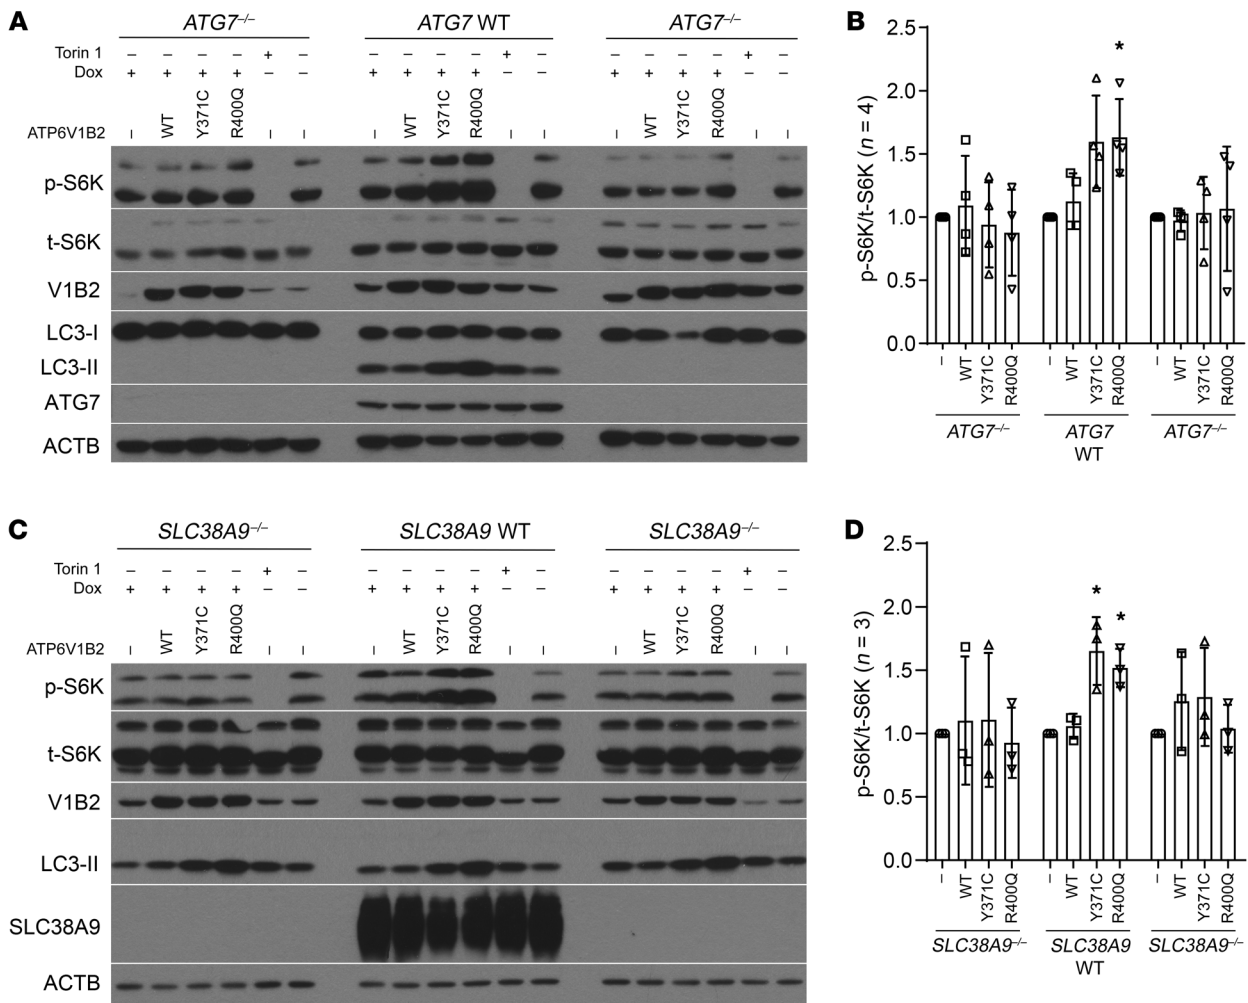 A
ATG7–/–
ATG7 WT
ATG7–/–
Torin 1 – – – – + – – – – – + – – – – – + –
Dox + + + + – – + + + + – – + + + + – –
ATP6V1B2 – WT Y371C R400Q – – – WT Y371C R400Q – – – WT Y371C R400Q – –
p-S6K
t-S6K
V1B2
LC3-I
LC3-II
ATG7
ACTB
B
p-S6K/t-S6K (n = 4)
2.5
2.0
1.5
1.0
0.5
0.0
*
– WT Y371C R400Q – WT Y371C R400Q – WT Y371C R400Q
ATG7–/–
ATG7
WT
ATG7–/–
C
SLC38A9–/–
SLC38A9 WT
SLC38A9–/–
Torin 1 – – – – + – – – – – + – – – – – + –
Dox + + + + – – + + + + – – + + + + – –
ATP6V1B2 – WT Y371C R400Q – – – WT Y371C R400Q – – – WT Y371C R400Q – –
p-S6K
t-S6K
V1B2
LC3-II
SLC38A9
ACTB
D
p-S6K/t-S6K (n = 3)
2.5
2.0
1.5
1.0
0.5
0.0
* *
– WT Y371C R400Q – WT Y371C R400Q – WT Y371C R400Q
SLC38A9–/–
SLC38A9
WT
SLC38A9–/–